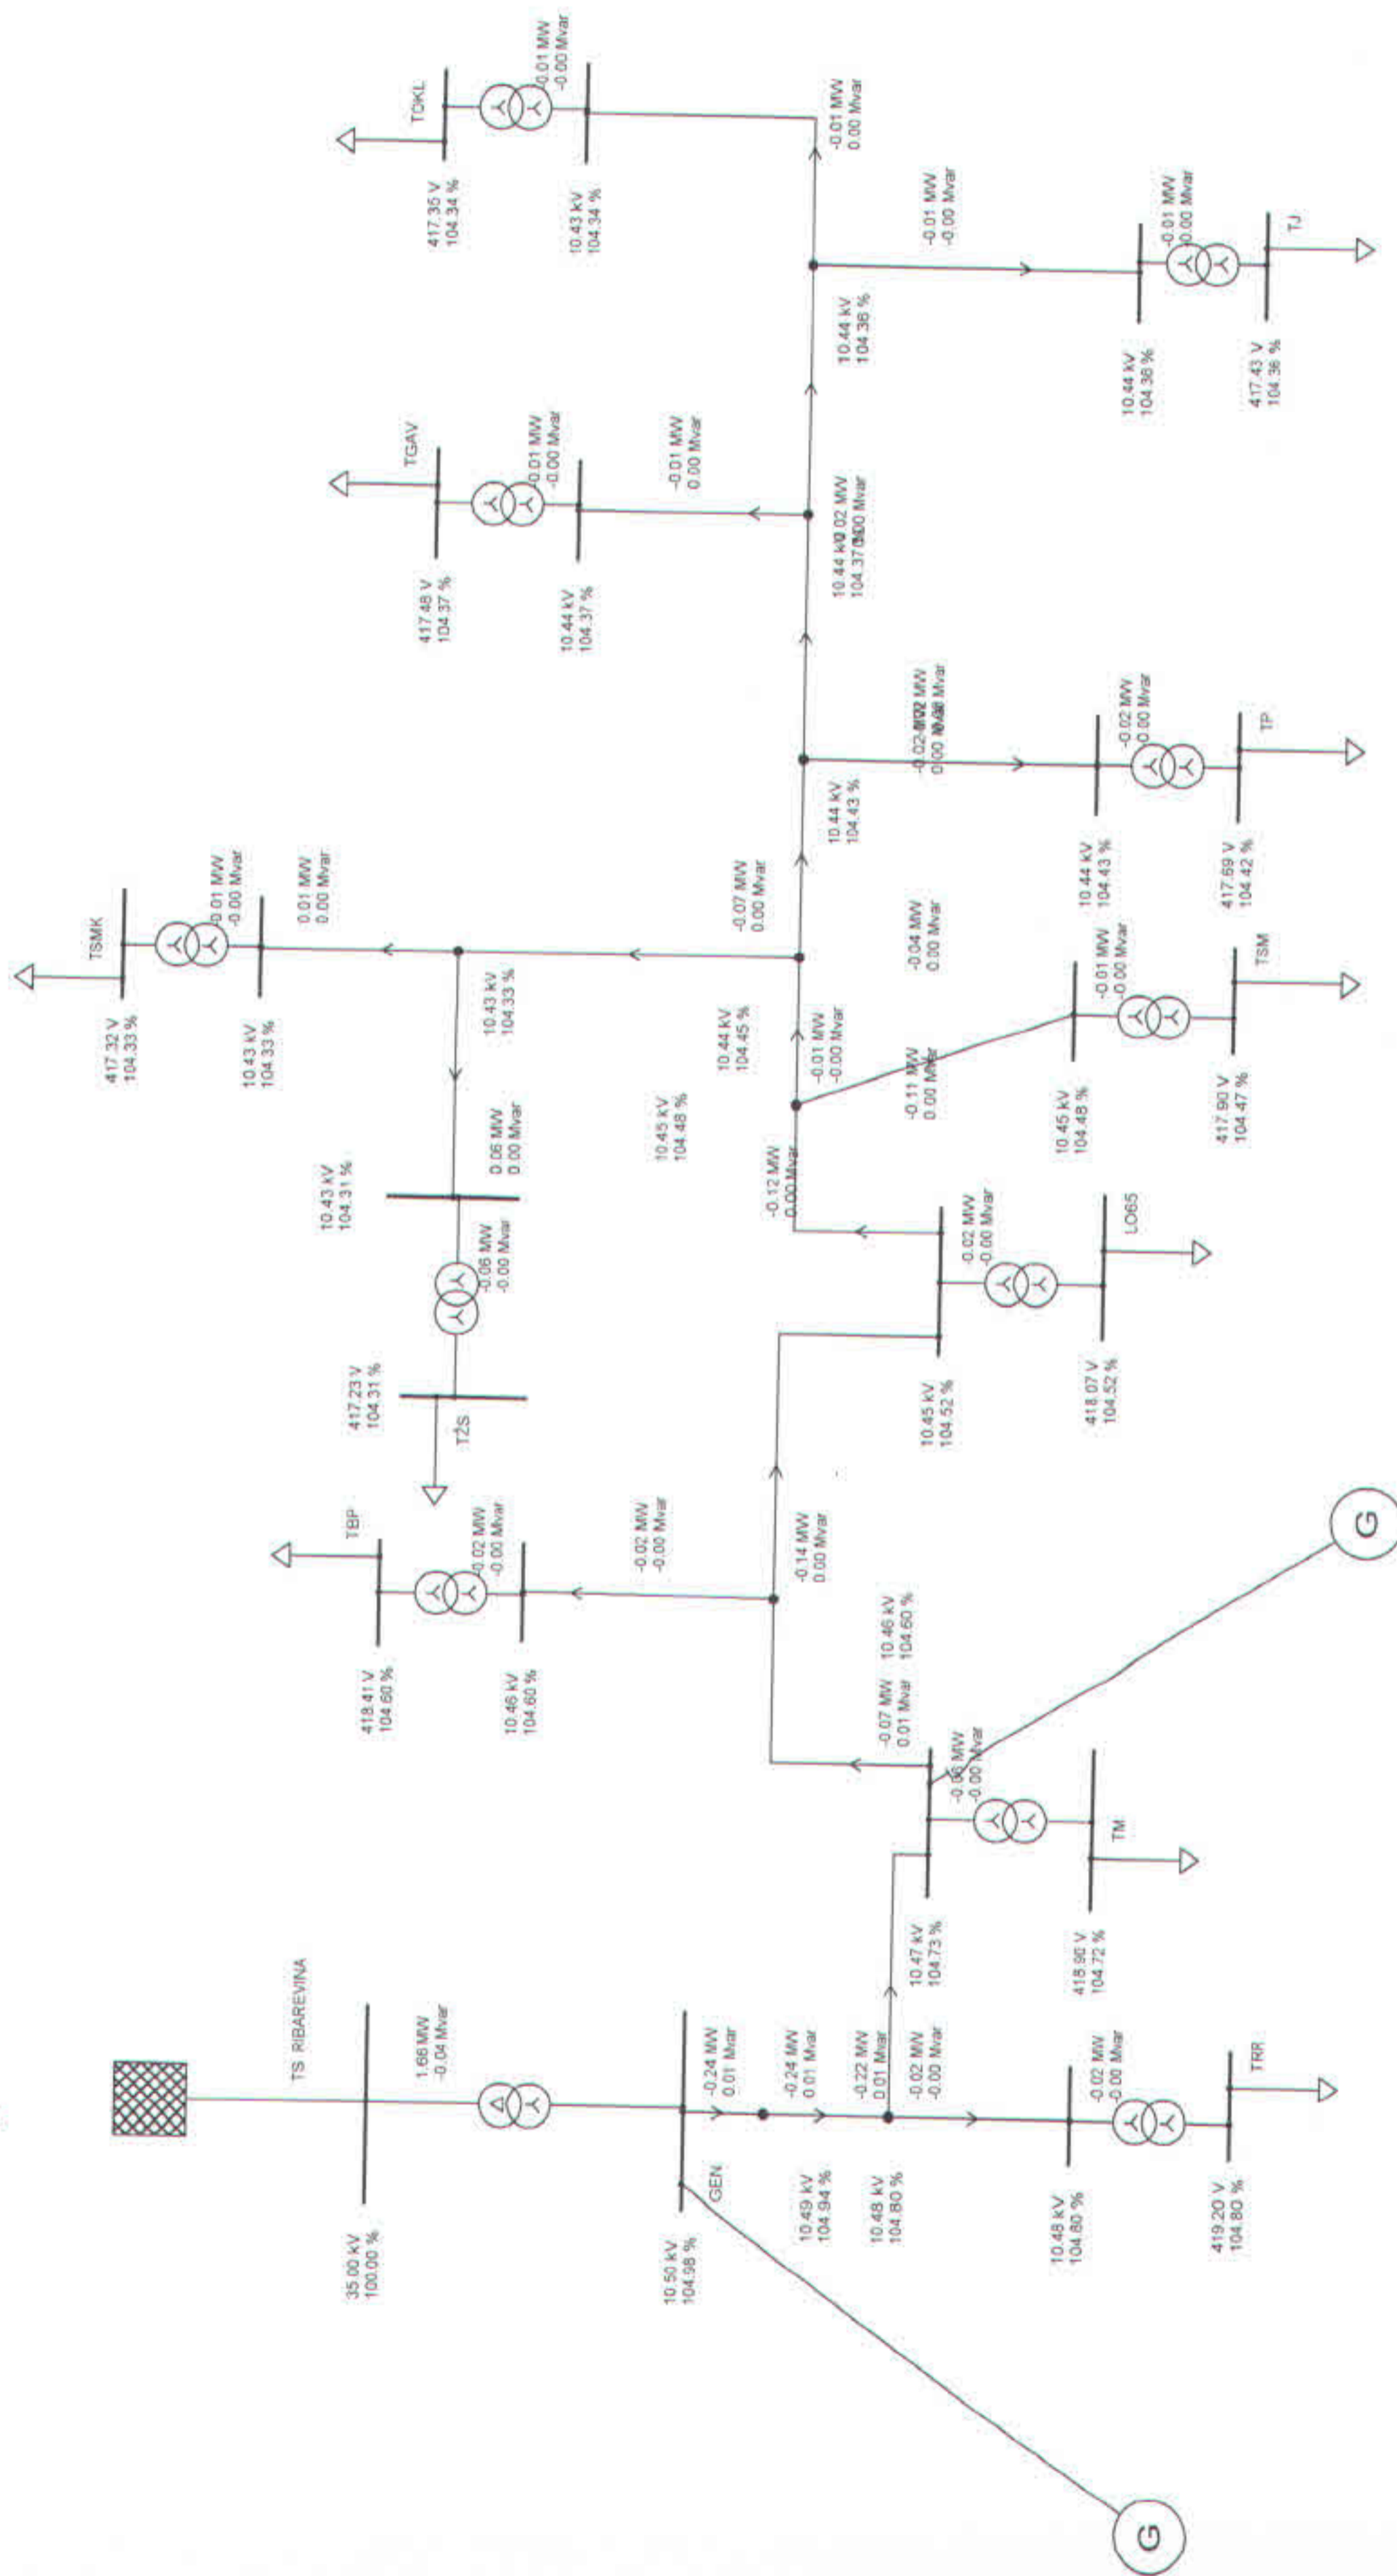 TS RIBAREVINA
35.00 kV
100.00 %
1.66 MW
-0.04 Mvar
GEN
10.50 kV
104.98 %
-0.24 MW
0.01 Mvar
10.49 kV
104.94 %
-0.24 MW
0.01 Mvar
10.48 kV
104.80 %
-0.22 MW
0.01 Mvar
-0.02 MW
-0.00 Mvar
10.48 kV
104.80 %
-0.02 MW
-0.00 Mvar
TRR
419.20 V
104.80 %
G
10.47 kV
104.73 %
-0.06 MW
-0.00 Mvar
TM
418.90 V
104.72 %
G
-0.07 MW
0.01 Mvar
10.46 kV
104.60 %
TBP
418.41 V
104.60 %
-0.02 MW
-0.00 Mvar
10.46 kV
104.60 %
-0.02 MW
-0.00 Mvar
-0.14 MW
0.00 Mvar
10.45 kV
104.52 %
-0.02 MW
-0.00 Mvar
LO65
418.07 V
104.52 %
-0.12 MW
0.00 Mvar
10.45 kV
104.48 %
-0.01 MW
-0.00 Mvar
-0.11 MW
0.00 Mvar
10.45 kV
104.48 %
-0.01 MW
-0.00 Mvar
TSM
417.90 V
104.47 %
TŽS
417.23 V
104.31 %
-0.06 MW
-0.00 Mvar
10.43 kV
104.31 %
0.06 MW
0.00 Mvar
10.43 kV
104.33 %
TSMK
417.32 V
104.33 %
0.01 MW
-0.00 Mvar
10.43 kV
104.33 %
0.01 MW
0.00 Mvar
10.44 kV
104.45 %
-0.07 MW
0.00 Mvar
-0.04 MW
0.00 Mvar
10.44 kV
104.43 %
10.44 kV
104.43 %
-0.02 MW
-0.00 Mvar
TP
417.69 V
104.42 %
TGAV
417.48 V
104.37 %
-0.01 MW
-0.00 Mvar
10.44 kV
104.37 %
-0.01 MW
0.00 Mvar
10.44 kV
104.36 %
-0.01 MW
-0.00 Mvar
10.44 kV
104.36 %
-0.01 MW
-0.00 Mvar
TJ
417.43 V
104.36 %
TOKL
417.35 V
104.34 %
-0.01 MW
-0.00 Mvar
10.43 kV
104.34 %
-0.01 MW
0.00 Mvar